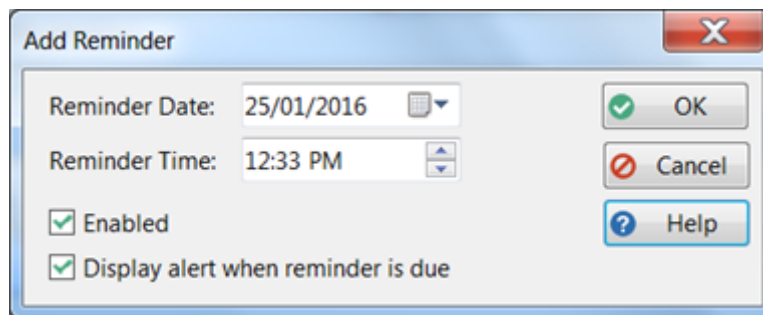 Add Reminder
Reminder Date: 25/01/2016
OK
Reminder Time: 12:33 PM
Cancel
Enabled
Help
Display alert when reminder is due